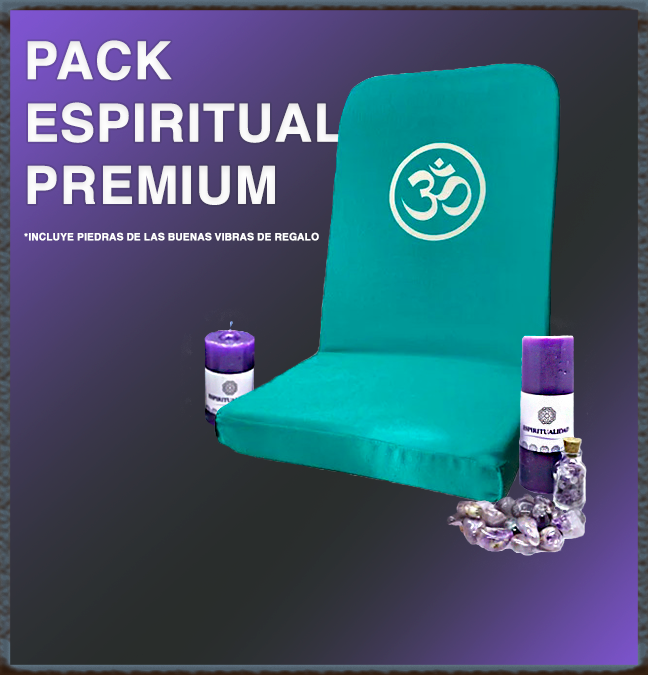 PACK
ESPIRITUAL
PREMIUM
*INCLUYE PIEDRAS DE LAS BUENAS VIBRAS DE REGALO
ॐ
ESPIRITUALIDAD